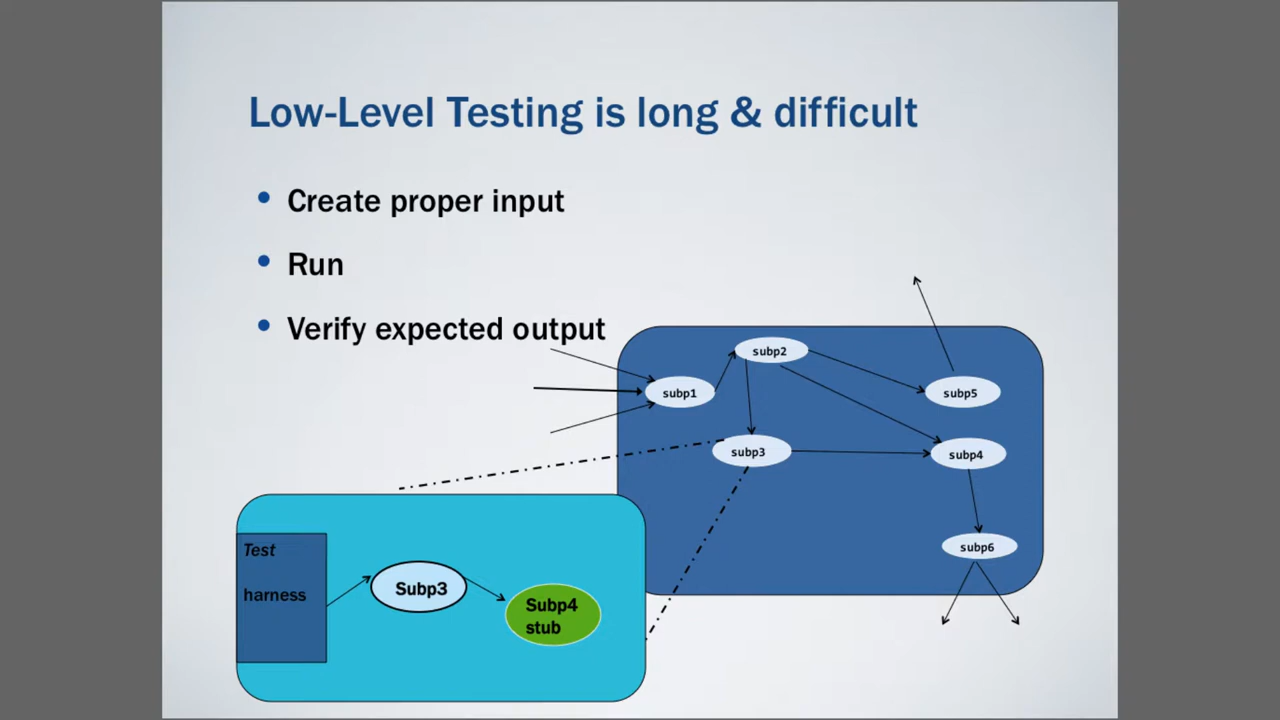 Low-Level Testing is long & difficult
Create proper input
Run
Verify expected output
subp2
subp1
subp5
subp3
subp4
subp6
Test
harness
Subp3
Subp4
stub